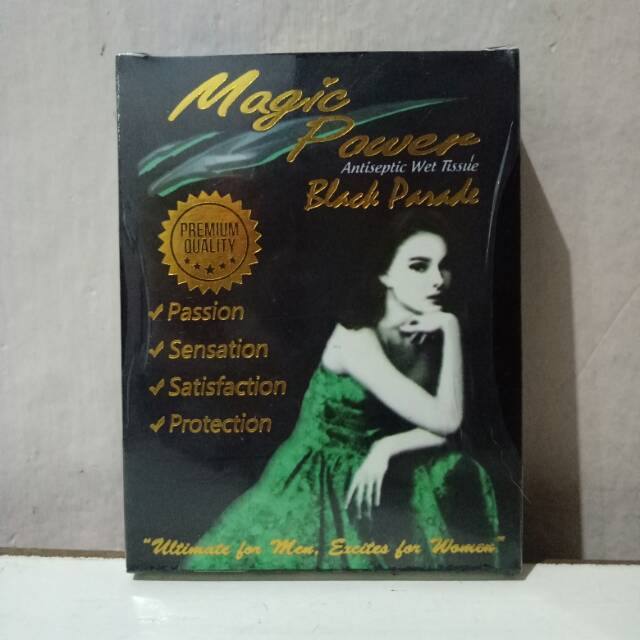 Magic
Power
Antiseptic Wet Tissue
Black Parade
PREMIUM
QUALITY
Passion
Sensation
Satisfaction
Protection
"Ultimate for Men, Excites for Women"